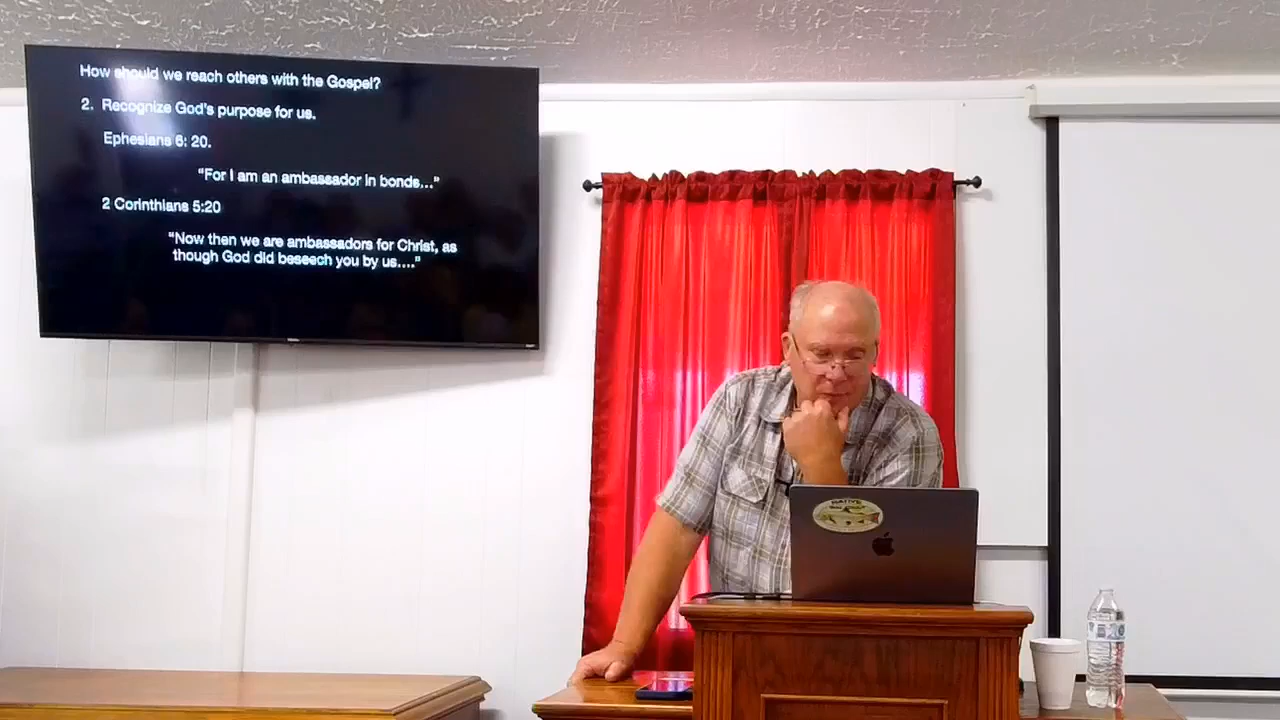 How should we reach others with the Gospel?
2. Recognize God's purpose for us.
Ephesians 6: 20.
"For I am an ambassador in bonds..."
2 Corinthians 5:20
"Now then we are ambassadors for Christ, as
though God did beseech you by us...."
NATIVE